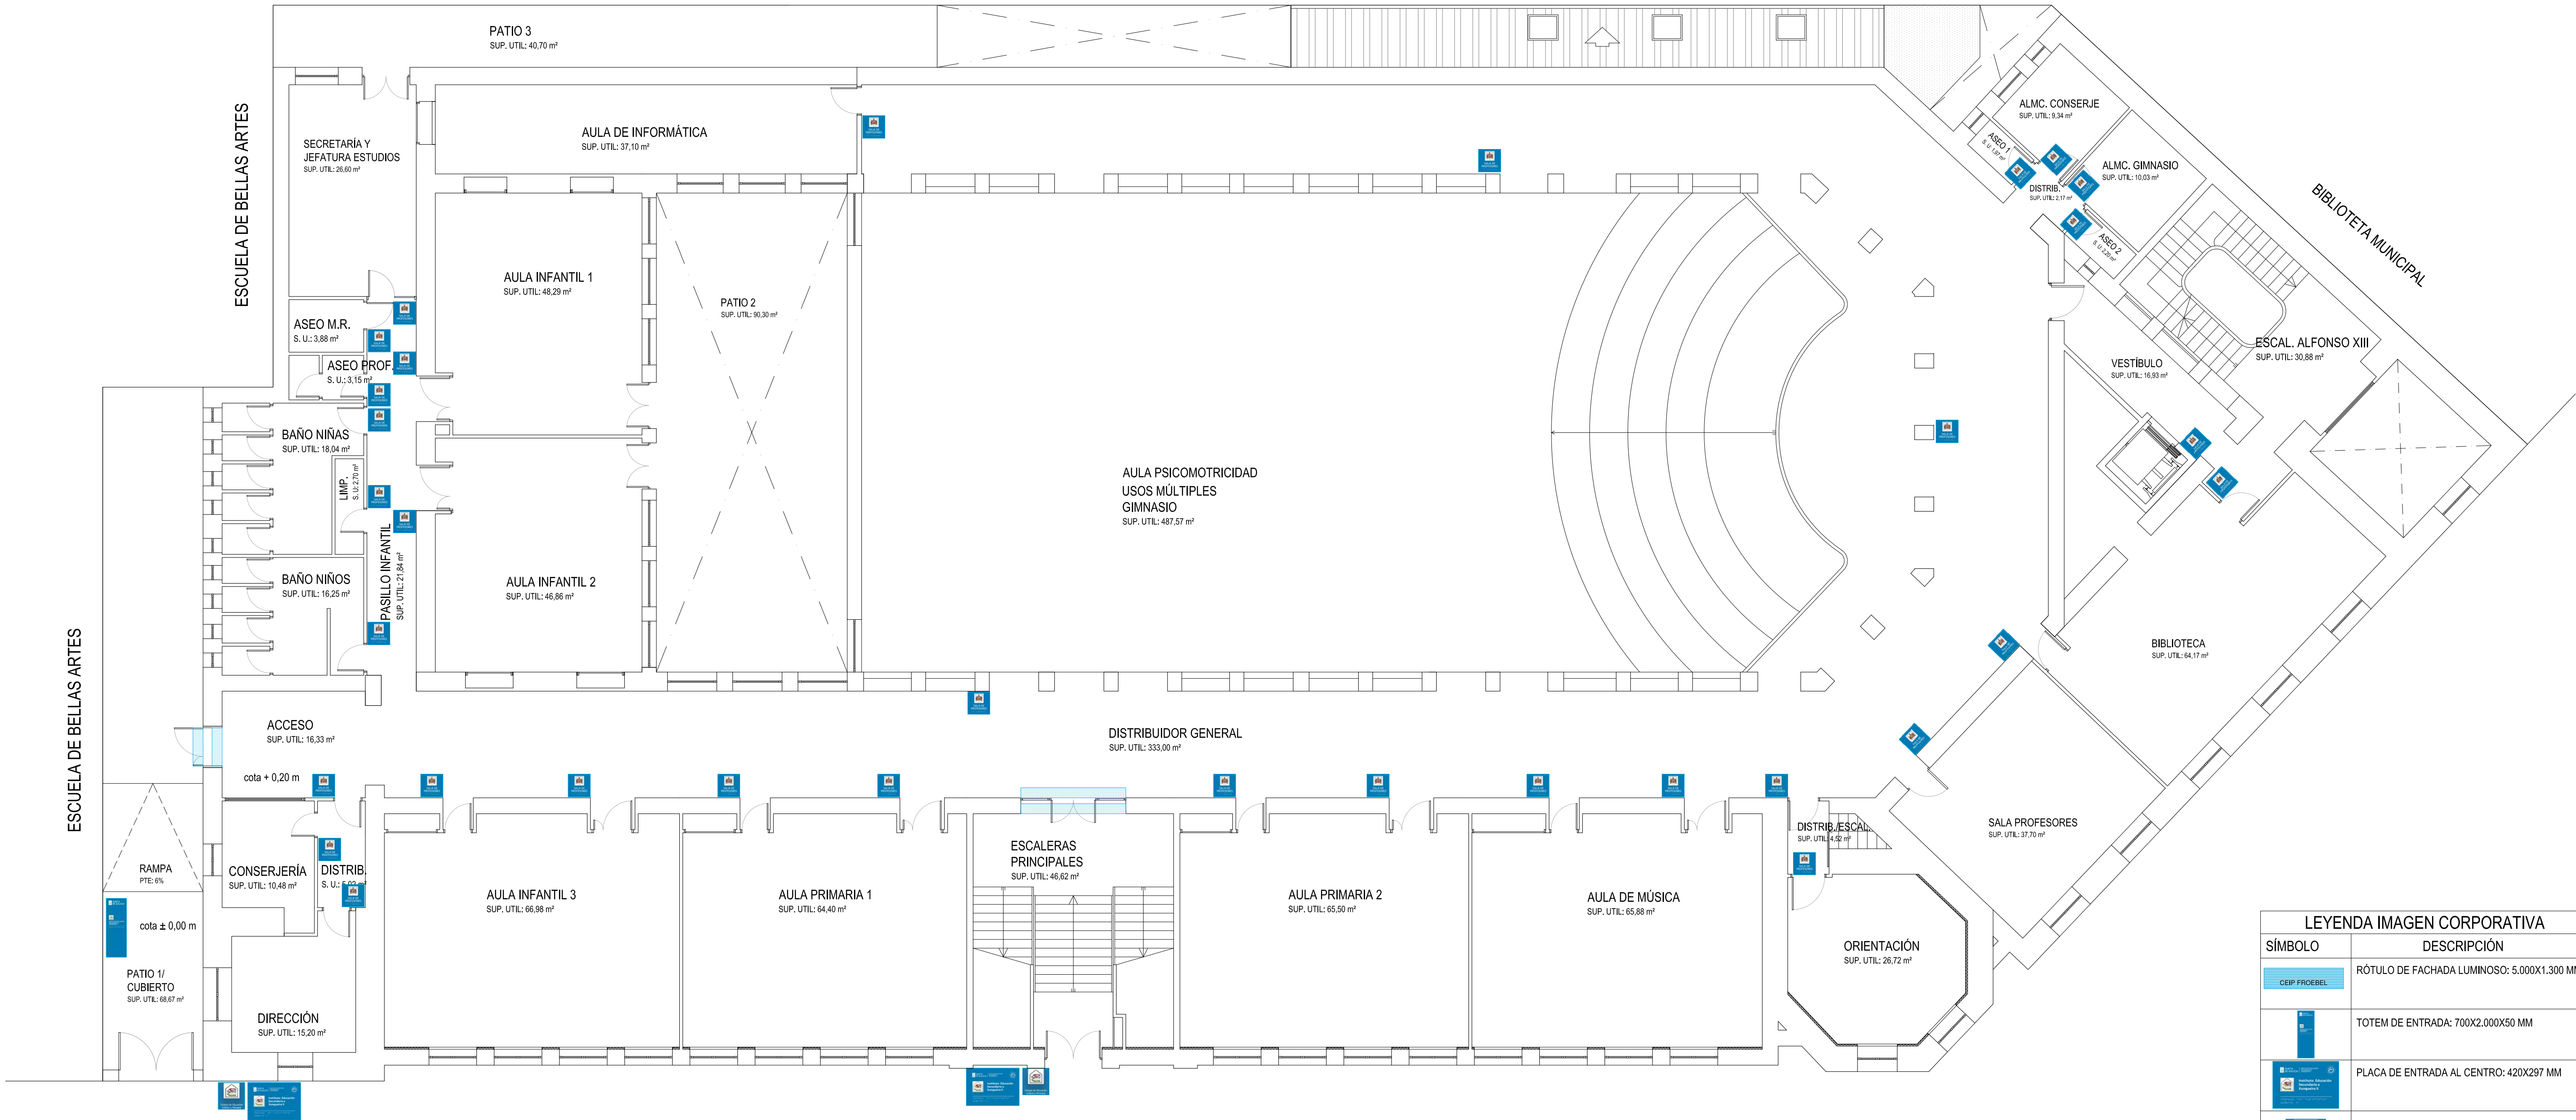 PATIO 3
SUP. UTIL: 40,70 m²
ESCUELA DE BELLAS ARTES
SECRETARÍA Y
JEFATURA ESTUDIOS
SUP. UTIL: 26,60 m²
AULA DE INFORMÁTICA
SUP. UTIL: 37,10 m²
ALMC. CONSERJE
SUP. UTIL: 9,34 m²
ASEO 1
ALMC. GIMNASIO
SUP. UTIL: 10,03 m²
DISTRIB.
SUP. UTIL: 2,17 m²
ASEO 2
S. U: 2,20 m²
BIBLIOTETA MUNICIPAL
AULA INFANTIL 1
SUP. UTIL: 48,29 m²
PATIO 2
SUP. UTIL: 90,30 m²
ASEO M.R.
S. U.: 3,88 m²
ASEO PROF.
S. U.: 3,15 m²
ESCAL. ALFONSO XIII
SUP. UTIL: 30,88 m²
VESTÍBULO
SUP. UTIL: 16,93 m²
BAÑO NIÑAS
SUP. UTIL: 18,04 m²
LIMP.
S. U: 2,70 m²
AULA PSICOMOTRICIDAD
USOS MÚLTIPLES
GIMNASIO
SUP. UTIL: 487,57 m²
PASILLO INFANTIL
SUP. UTIL: 21,84 m²
BAÑO NIÑOS
SUP. UTIL: 16,25 m²
AULA INFANTIL 2
SUP. UTIL: 46,86 m²
BIBLIOTECA
SUP. UTIL: 64,17 m²
ESCUELA DE BELLAS ARTES
ACCESO
SUP. UTIL: 16,33 m²
cota + 0,20 m
DISTRIBUIDOR GENERAL
SUP. UTIL: 333,00 m²
SALA PROFESORES
SUP. UTIL: 37,70 m²
DISTRIB./ESCAL.
SUP. UTIL: 4,52 m²
RAMPA
PTE: 6%
CONSERJERÍA
SUP. UTIL: 10,48 m²
DISTRIB.
S. U.: 5,02 m²
ESCALERAS
PRINCIPALES
SUP. UTIL: 46,62 m²
AULA INFANTIL 3
SUP. UTIL: 66,98 m²
AULA PRIMARIA 1
SUP. UTIL: 64,40 m²
AULA PRIMARIA 2
SUP. UTIL: 65,50 m²
AULA DE MÚSICA
SUP. UTIL: 65,88 m²
cota ± 0,00 m
ORIENTACIÓN
SUP. UTIL: 26,72 m²
PATIO 1/
CUBIERTO
SUP. UTIL: 68,67 m²
DIRECCIÓN
SUP. UTIL: 15,20 m²
LEYENDA IMAGEN CORPORATIVA
SÍMBOLO DESCRIPCIÓN
CEIP FROEBEL
RÓTULO DE FACHADA LUMINOSO: 5.000X1.300 MM
TOTEM DE ENTRADA: 700X2.000X50 MM
PLACA DE ENTRADA AL CENTRO: 420X297 MM